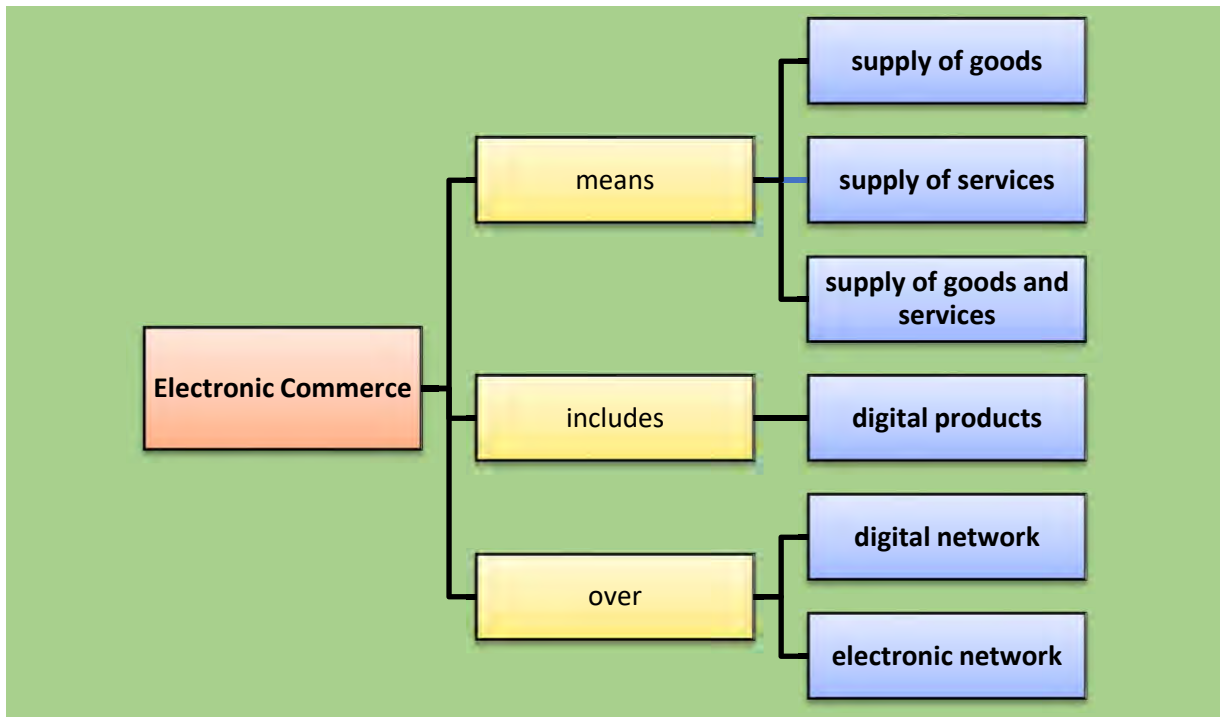 supply of goods
means
supply of services
supply of goods and
services
Electronic Commerce
includes
digital products
digital network
over
electronic network